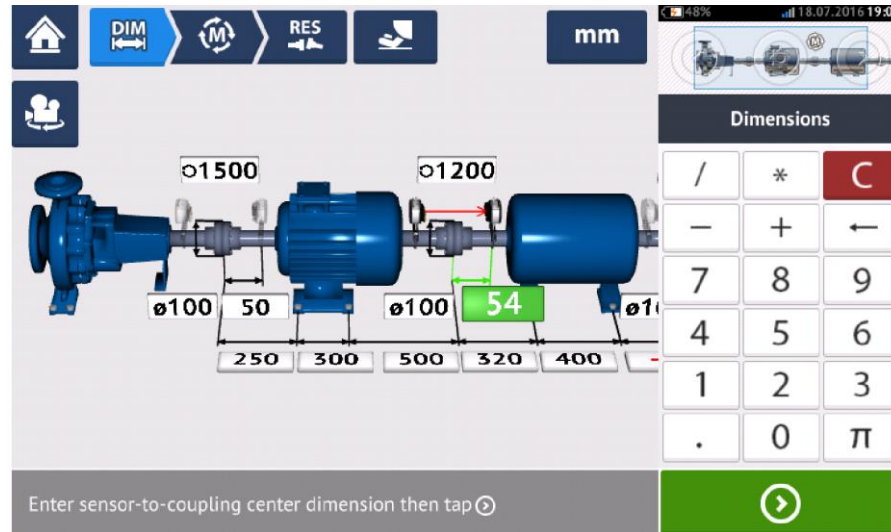 DIM
M
RES
mm
48%
18.07.2016 19:0
M
Dimensions
1500
1200
ø100
50
ø100
54
ø1
250
300
500
320
400
/
*
C
−
+
←
7
8
9
4
5
6
1
2
3
.
0
π
Enter sensor-to-coupling center dimension then tap